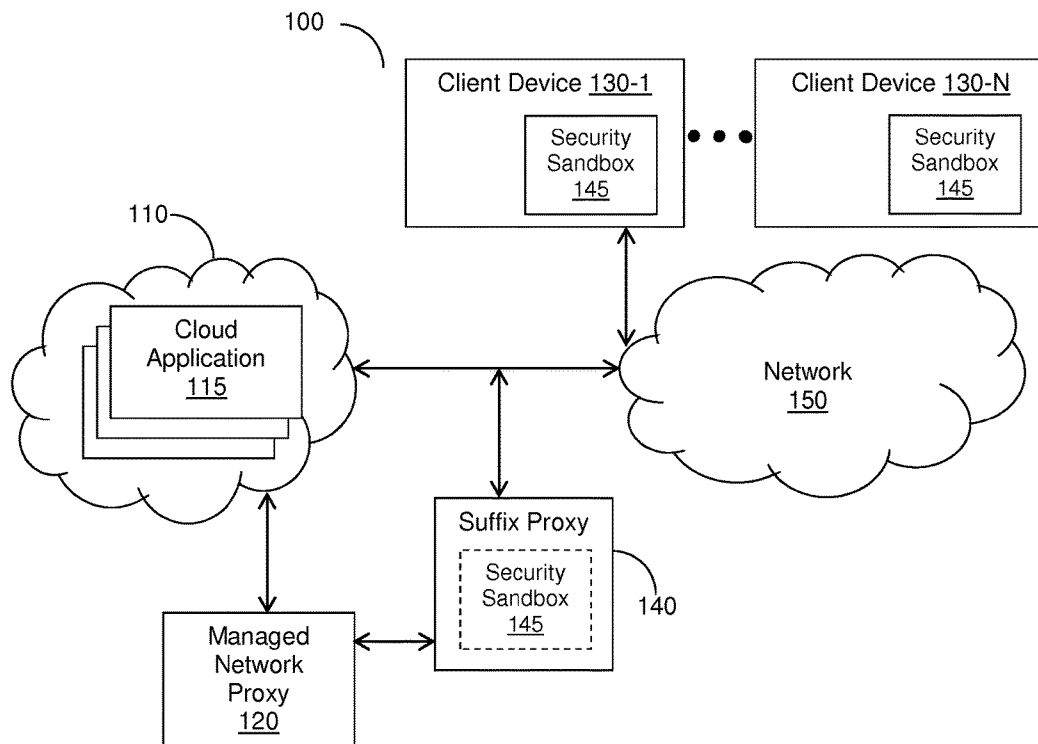 100
Client Device 130-1
Security
Sandbox
145
Client Device 130-N
Security
Sandbox
145
110
Cloud
Application
115
Network
150
Suffix Proxy
Security
Sandbox
145
140
Managed
Network
Proxy
120